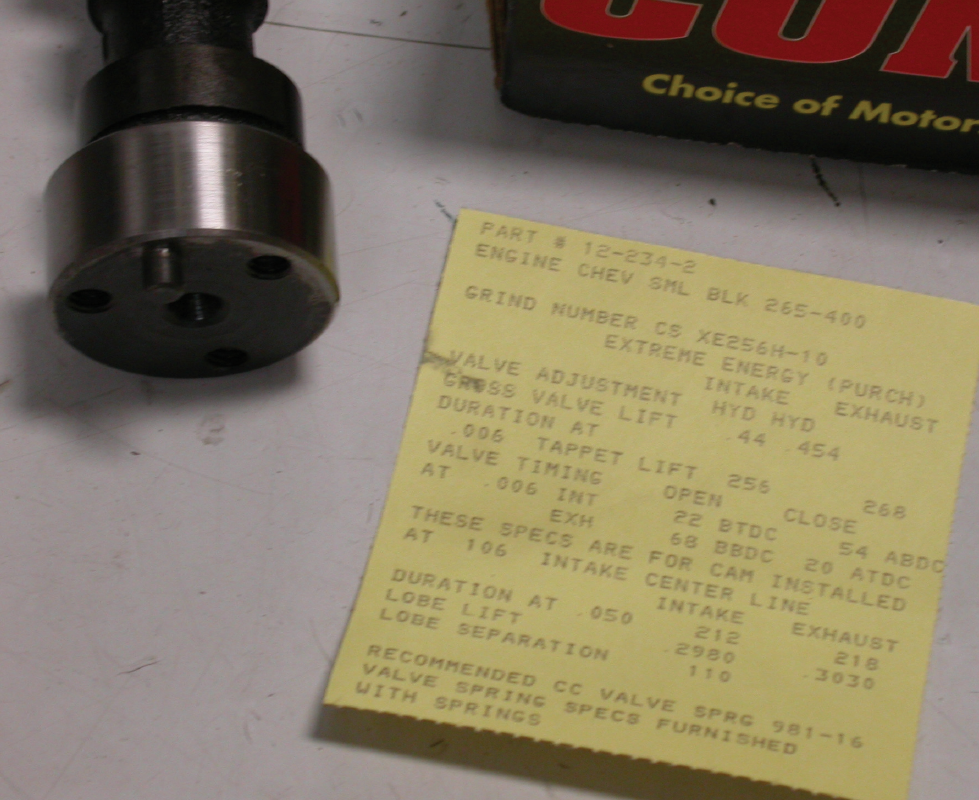 Choice of Motor
PART # 12-234-2
ENGINE CHEV SML BLK 265-400
GRIND NUMBER CS XE256H-10
EXTREME ENERGY (PURCH)
INTAKE EXHAUST
VALVE ADJUSTMENT HYD HYD
GROSS VALVE LIFT .44 .454
DURATION AT
.006 TAPPET LIFT 256 268
VALVE TIMING OPEN CLOSE
AT .006 INT 22 BTDC 54 ABDC
EXH 68 BBDC 20 ATDC
THESE SPECS ARE FOR CAM INSTALLED
AT 106 INTAKE CENTER LINE
INTAKE EXHAUST
DURATION AT .050 212 218
LOBE LIFT .2980 .3030
LOBE SEPARATION 110
RECOMMENDED CC VALVE SPRG 981-16
VALVE SPRING SPECS FURNISHED
WITH SPRINGS